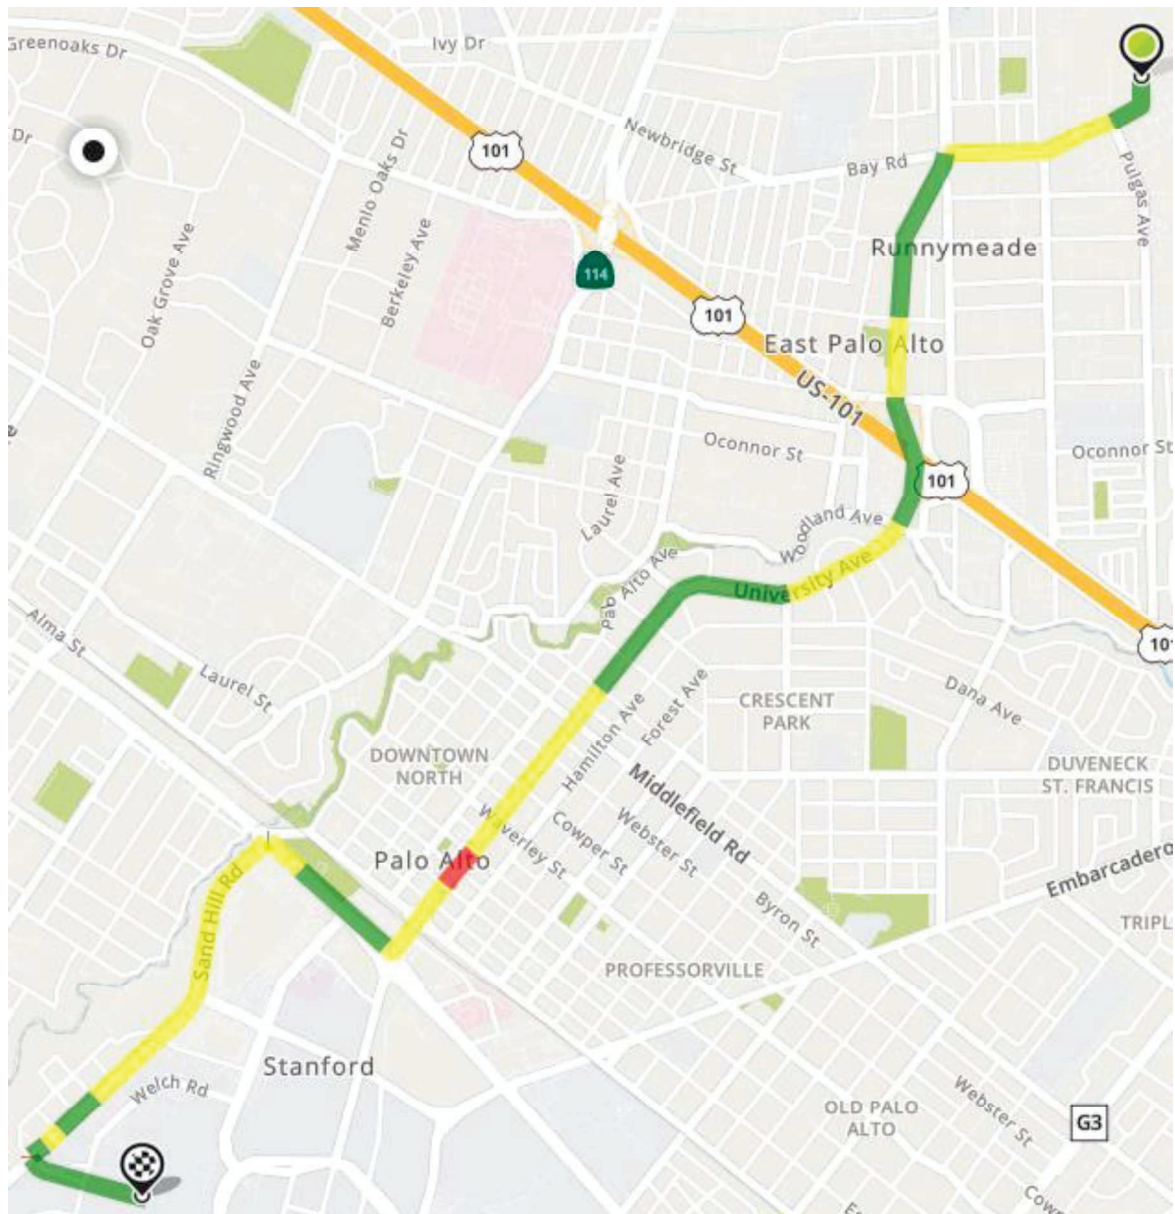 Greenoaks Dr
Ivy Dr
Dr
101
Newbridge St
Menlo Oaks Dr
Bay Rd
Pulgas Ave
Oak Grove Ave
Berkeley Ave
Runnymeade
114
101
East Palo Alto
US-101
Ringwood Ave
Oconnor St
Oconnor St
101
Laurel Ave
Woodland Ave
Palo Alto Ave
University Ave
Alma St
101
Laurel St
Dana Ave
CRESCENT
PARK
Hamilton Ave
Forest Ave
DOWNTOWN
NORTH
DUVENECK
ST. FRANCIS
Middlefield Rd
Waverley St
Cowper St
Webster St
Palo Alto
Embarcadero
Sand Hill Rd
Byron St
TRIPL
PROFESSORVILLE
Stanford
Welch Rd
Webster St
OLD PALO
ALTO
G3
Cow